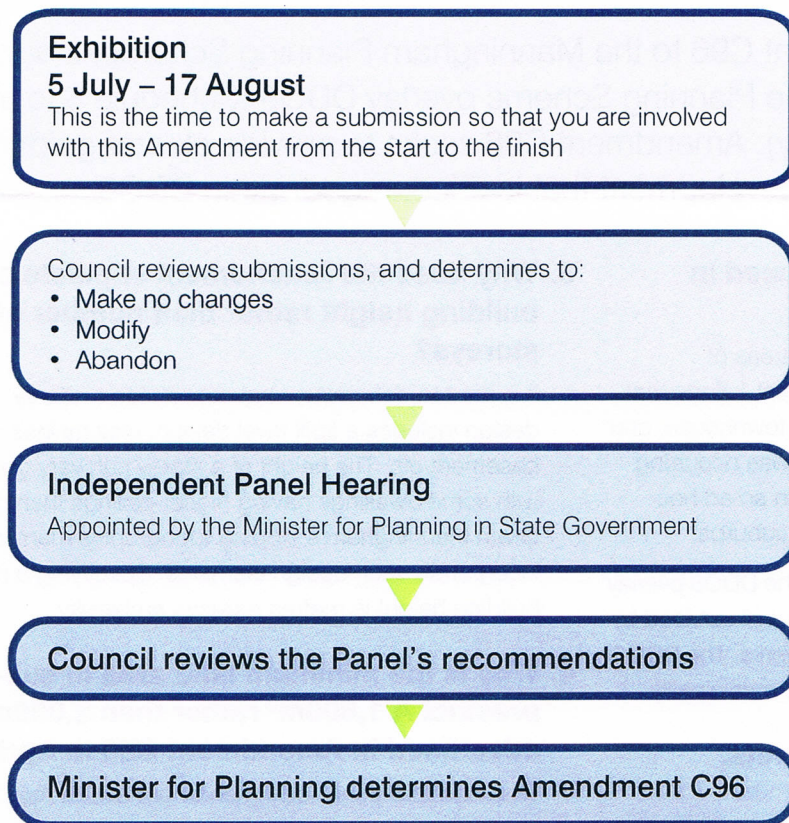 Exhibition
5 July – 17 August
This is the time to make a submission so that you are involved
with this Amendment from the start to the finish
Council reviews submissions, and determines to:
• Make no changes
• Modify
• Abandon
Independent Panel Hearing
Appointed by the Minister for Planning in State Government
Council reviews the Panel's recommendations
Minister for Planning determines Amendment C96